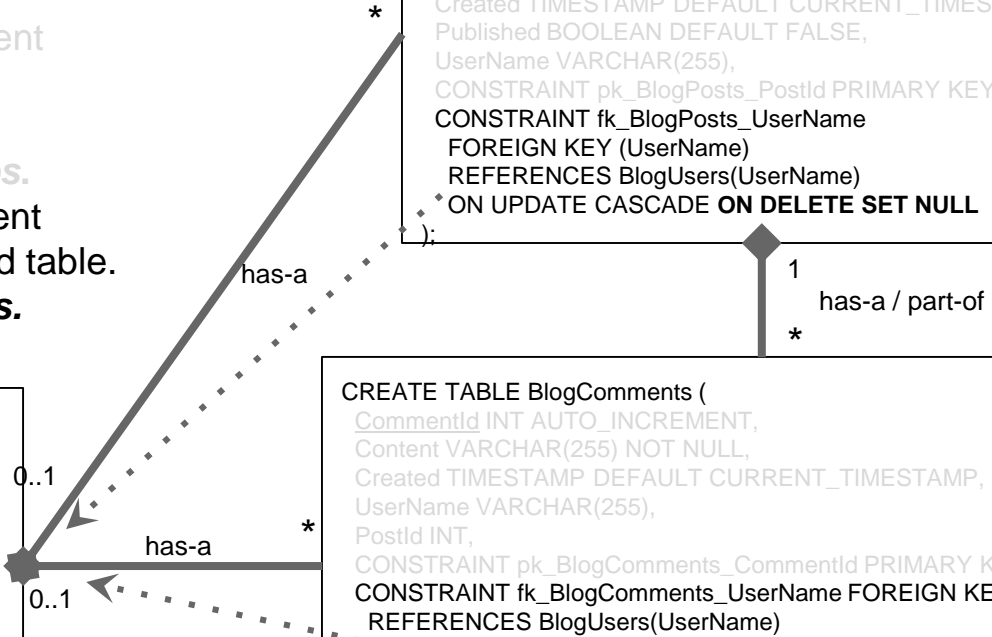 ent
s.
ent
d table.
s.
*
Created TIMESTAMP DEFAULT CURRENT_TIMES
Published BOOLEAN DEFAULT FALSE,
UserName VARCHAR(255),
CONSTRAINT pk_BlogPosts_PostId PRIMARY KEY
CONSTRAINT fk_BlogPosts_UserName
FOREIGN KEY (UserName)
REFERENCES BlogUsers(UserName)
ON UPDATE CASCADE ON DELETE SET NULL
);
has-a
1
has-a / part-of
*
0..1
has-a
*
0..1
CREATE TABLE BlogComments (
CommentId INT AUTO_INCREMENT,
Content VARCHAR(255) NOT NULL,
Created TIMESTAMP DEFAULT CURRENT_TIMESTAMP,
UserName VARCHAR(255),
PostId INT,
CONSTRAINT pk_BlogComments_CommentId PRIMARY K
CONSTRAINT fk_BlogComments_UserName FOREIGN KE
REFERENCES BlogUsers(UserName)